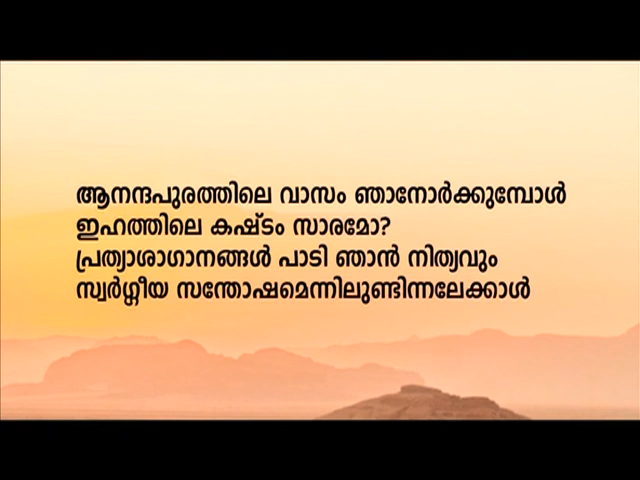 ആനന്ദപുരത്തിലെ വാസം ഞാനോർക്കുമ്പോൾ
ഇഹത്തിലെ കഷ്ടം സാരമോ?
പ്രത്യാശാഗാനങ്ങൾ പാടി ഞാൻ നിത്യവും
സ്വർഗ്ഗീയ സന്തോഷമെന്നിലുണ്ടിന്നലേക്കാൾ